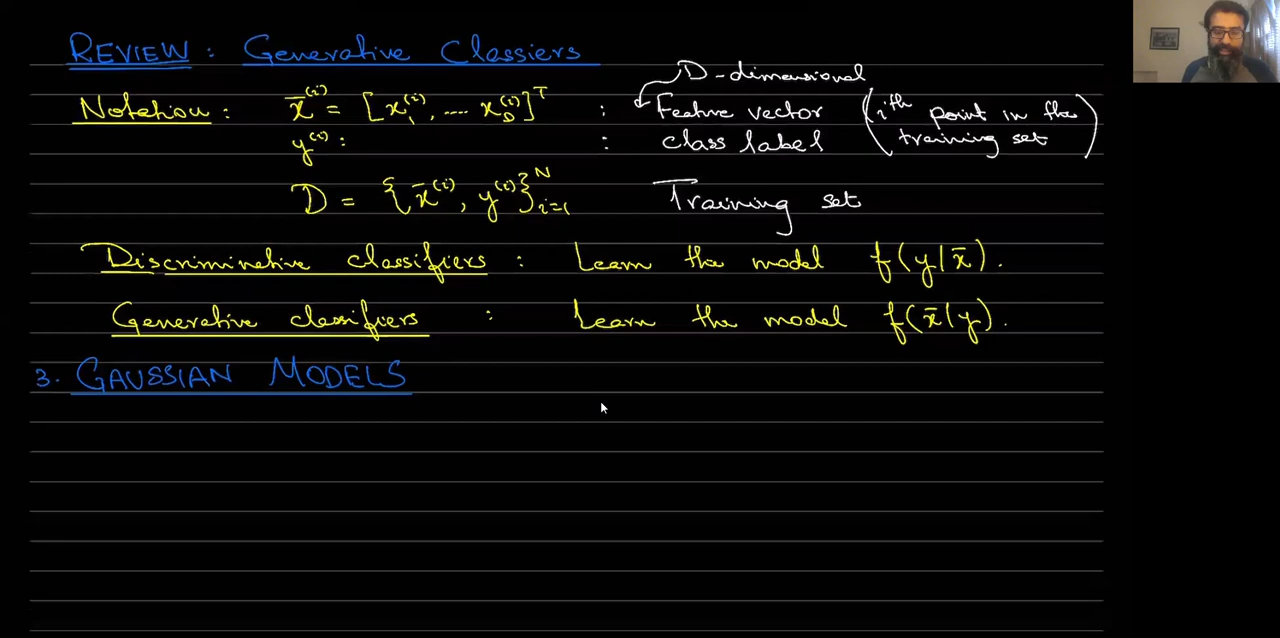 REVIEW : Generative Classiers
D-dimensional
Notation : x̄⁽ⁱ⁾ = [x₁⁽ⁱ⁾, .... x_D⁽ⁱ⁾]ᵀ : Feature vector (iᵗʰ point in the
y⁽ⁱ⁾: : class label training set)
D = {x̄⁽ⁱ⁾, y⁽ⁱ⁾}ᴺᵢ₌₁ Training set
Discriminative classifiers : Learn the model f(y|x̄).
Generative classifiers : Learn the model f(x̄|y).
3. GAUSSIAN MODELS